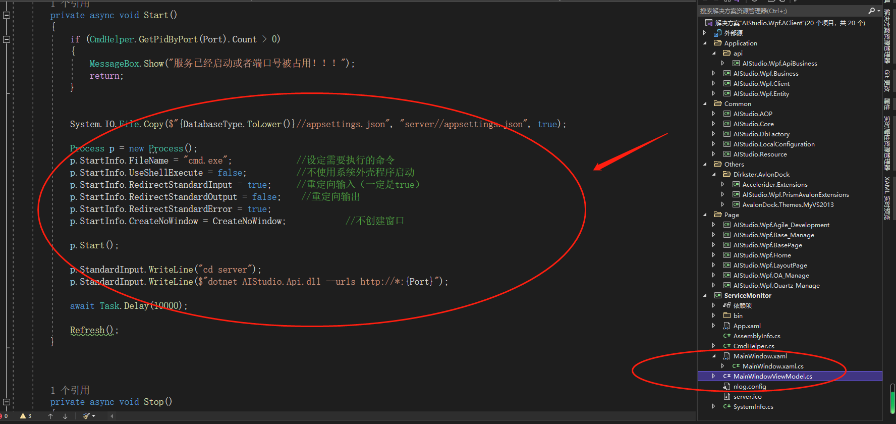 1 个引用
private async void Start()
{
if (CmdHelper.GetPidByPort(Port).Count > 0)
{
MessageBox.Show("服务已经启动或者端口号被占用！！！");
return;
}
System.IO.File.Copy($"{DatabaseType.ToLower()}//appsettings.json", "server//appsettings.json", true);
Process p = new Process();
p.StartInfo.FileName = "cmd.exe"; //设定需要执行的命令
p.StartInfo.UseShellExecute = false; //不使用系统外壳程序启动
p.StartInfo.RedirectStandardInput = true; //重定向输入（一定是true）
p.StartInfo.RedirectStandardOutput = false; //重定向输出
p.StartInfo.RedirectStandardError = true;
p.StartInfo.CreateNoWindow = CreateNoWindow; //不创建窗口
p.Start();
p.StandardInput.WriteLine("cd server");
p.StandardInput.WriteLine($"dotnet AIStudio.Api.dll --urls http://*:{Port}");
await Task.Delay(10000);
Refresh();
}
1 个引用
private async void Stop()
0
3
搜索解决方案资源管理器(Ctrl+;)
解决方案"AIStudio.Wpf.AClient"(20 个项目，共 20 个)
外部源
Application
api
AIStudio.Wpf.ApiBusiness
AIStudio.Wpf.Business
AIStudio.Wpf.Client
AIStudio.Wpf.Entity
Common
AIStudio.AOP
AIStudio.Core
AIStudio.DbFactory
AIStudio.LocalConfiguration
AIStudio.Resource
Others
Dirkster.AvlonDock
Accelerider.Extensions
AIStudio.Wpf.PrismAvalonExtensions
AvalonDock.Themes.MyVS2013
Page
AIStudio.Wpf.Agile_Development
AIStudio.Wpf.Base_Manage
AIStudio.Wpf.BasePage
AIStudio.Wpf.Home
AIStudio.Wpf.LayoutPage
AIStudio.Wpf.OA_Manage
AIStudio.Wpf.Quartz_Manage
ServiceMonitor
依赖项
bin
App.xaml
AssemblyInfo.cs
CmdHelper.cs
MainWindow.xaml
MainWindow.xaml.cs
MainWindowViewModel.cs
nlog.config
server.ico
SystemInfo.cs
Git 更改
属性